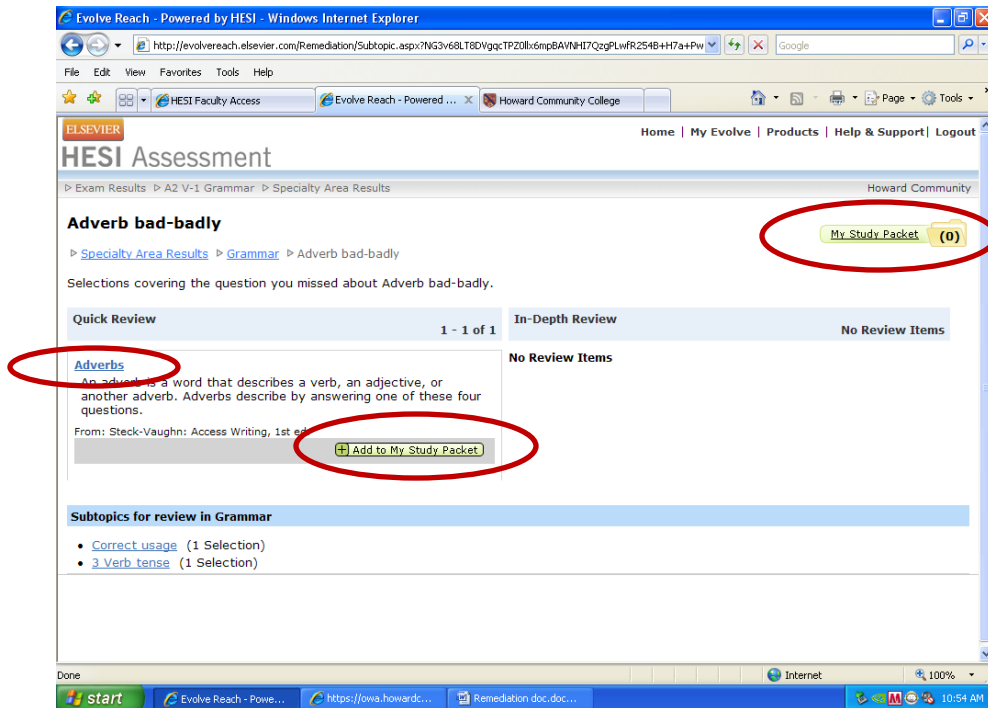 Evolve Reach - Powered by HESI - Windows Internet Explorer
http://evolvereach.elsevier.com/Remediation/Subtopic.aspx?NG3v68LT8DVgqcTPZ0llx6mpBAVNHI7QzgPLwfR254B+H7a+Pw
Google
File Edit View Favorites Tools Help
HESI Faculty Access
Evolve Reach - Powered ...
Howard Community College
Page
Tools
ELSEVIER
Home | My Evolve | Products | Help & Support | Logout
HESI Assessment
Exam Results A2 V-1 Grammar Specialty Area Results
Howard Community
Adverb bad-badly
My Study Packet (0)
Specialty Area Results Grammar Adverb bad-badly
Selections covering the question you missed about Adverb bad-badly.
Quick Review
1 - 1 of 1
In-Depth Review
No Review Items
Adverbs
An adverb is a word that describes a verb, an adjective, or
another adverb. Adverbs describe by answering one of these four
questions.
From: Steck-Vaughn: Access Writing, 1st ed
Add to My Study Packet
No Review Items
Subtopics for review in Grammar
• Correct usage (1 Selection)
• 3 Verb tense (1 Selection)
Done
Internet
100%
start
Evolve Reach - Powe...
https://owa.howardc...
Remediation doc.doc...
10:54 AM